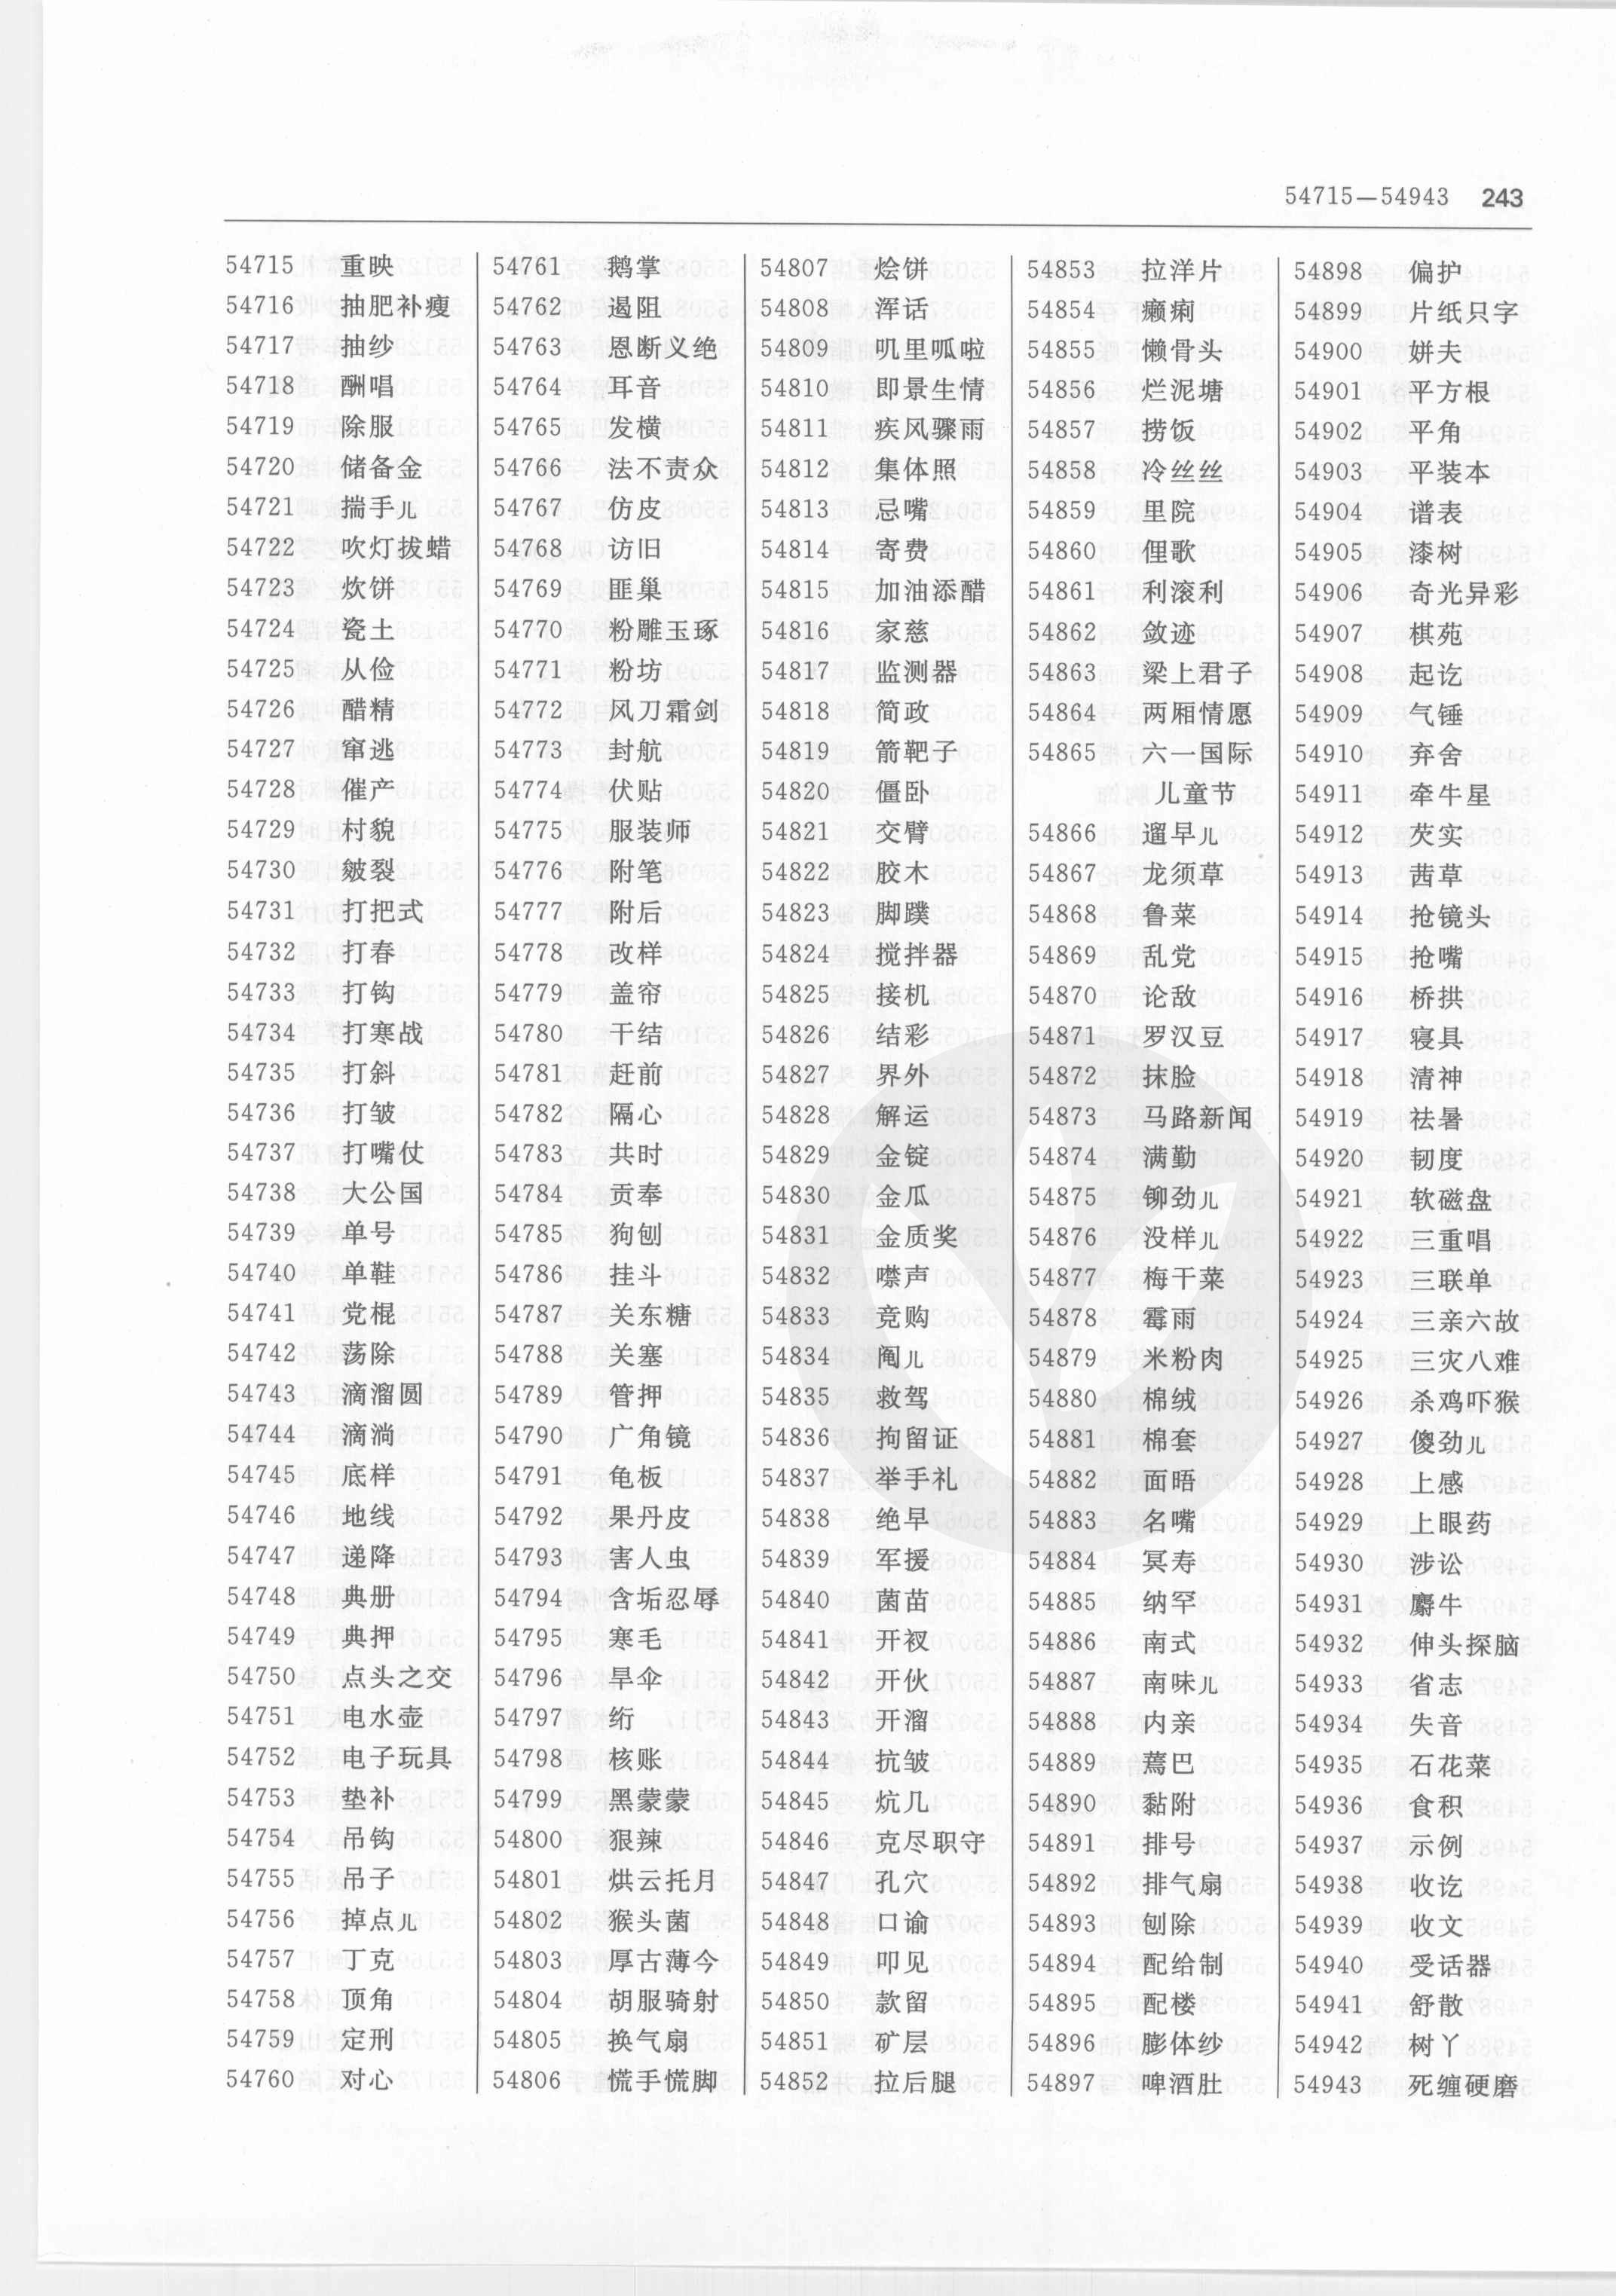 54715—54943 243
54715 重映
54716 抽肥补瘦
54717 抽纱
54718 酬唱
54719 除服
54720 储备金
54721 揣手儿
54722 吹灯拔蜡
54723 炊饼
54724 瓷土
54725 从俭
54726 醋精
54727 窜逃
54728 催产
54729 村貌
54730 皴裂
54731 打把式
54732 打春
54733 打钩
54734 打寒战
54735 打斜
54736 打皱
54737 打嘴仗
54738 大公国
54739 单号
54740 单鞋
54741 党棍
54742 荡除
54743 滴溜圆
54744 滴淌
54745 底样
54746 地线
54747 递降
54748 典册
54749 典押
54750 点头之交
54751 电水壶
54752 电子玩具
54753 垫补
54754 吊钩
54755 吊子
54756 掉点儿
54757 丁克
54758 顶角
54759 定刑
54760 对心
54761 鹅掌
54762 遏阻
54763 恩断义绝
54764 耳音
54765 发横
54766 法不责众
54767 仿皮
54768 访旧
54769 匪巢
54770 粉雕玉琢
54771 粉坊
54772 风刀霜剑
54773 封航
54774 伏贴
54775 服装师
54776 附笔
54777 附后
54778 改样
54779 盖帘
54780 干结
54781 赶前
54782 隔心
54783 共时
54784 贡奉
54785 狗刨
54786 挂斗
54787 关东糖
54788 关塞
54789 管押
54790 广角镜
54791 龟板
54792 果丹皮
54793 害人虫
54794 含垢忍辱
54795 寒毛
54796 旱伞
54797 绗
54798 核账
54799 黑蒙蒙
54800 狠辣
54801 烘云托月
54802 猴头菌
54803 厚古薄今
54804 胡服骑射
54805 换气扇
54806 慌手慌脚
54807 烩饼
54808 浑话
54809 叽里呱啦
54810 即景生情
54811 疾风骤雨
54812 集体照
54813 忌嘴
54814 寄费
54815 加油添醋
54816 家慈
54817 监测器
54818 简政
54819 箭靶子
54820 僵卧
54821 交臂
54822 胶木
54823 脚蹼
54824 搅拌器
54825 接机
54826 结彩
54827 界外
54828 解运
54829 金锭
54830 金瓜
54831 金质奖
54832 噤声
54833 竞购
54834 阄儿
54835 救驾
54836 拘留证
54837 举手礼
54838 绝早
54839 军援
54840 菌苗
54841 开衩
54842 开伙
54843 开溜
54844 抗皱
54845 炕几
54846 克尽职守
54847 孔穴
54848 口谕
54849 叩见
54850 款留
54851 矿层
54852 拉后腿
54853 拉洋片
54854 癞痢
54855 懒骨头
54856 烂泥塘
54857 捞饭
54858 冷丝丝
54859 里院
54860 俚歌
54861 利滚利
54862 敛迹
54863 梁上君子
54864 两厢情愿
54865 六一国际
儿童节
54866 遛早儿
54867 龙须草
54868 鲁菜
54869 乱党
54870 论敌
54871 罗汉豆
54872 抹脸
54873 马路新闻
54874 满勤
54875 铆劲儿
54876 没样儿
54877 梅干菜
54878 霉雨
54879 米粉肉
54880 棉绒
54881 棉套
54882 面晤
54883 名嘴
54884 冥寿
54885 纳罕
54886 南式
54887 南味儿
54888 内亲
54889 蔫巴
54890 黏附
54891 排号
54892 排气扇
54893 刨除
54894 配给制
54895 配楼
54896 膨体纱
54897 啤酒肚
54898 偏护
54899 片纸只字
54900 姘夫
54901 平方根
54902 平角
54903 平装本
54904 谱表
54905 漆树
54906 奇光异彩
54907 棋苑
54908 起讫
54909 气锤
54910 弃舍
54911 牵牛星
54912 芡实
54913 茜草
54914 抢镜头
54915 抢嘴
54916 桥拱
54917 寝具
54918 清神
54919 祛暑
54920 韧度
54921 软磁盘
54922 三重唱
54923 三联单
54924 三亲六故
54925 三灾八难
54926 杀鸡吓猴
54927 傻劲儿
54928 上感
54929 上眼药
54930 涉讼
54931 麝牛
54932 伸头探脑
54933 省志
54934 失音
54935 石花菜
54936 食积
54937 示例
54938 收讫
54939 收文
54940 受话器
54941 舒散
54942 树丫
54943 死缠硬磨